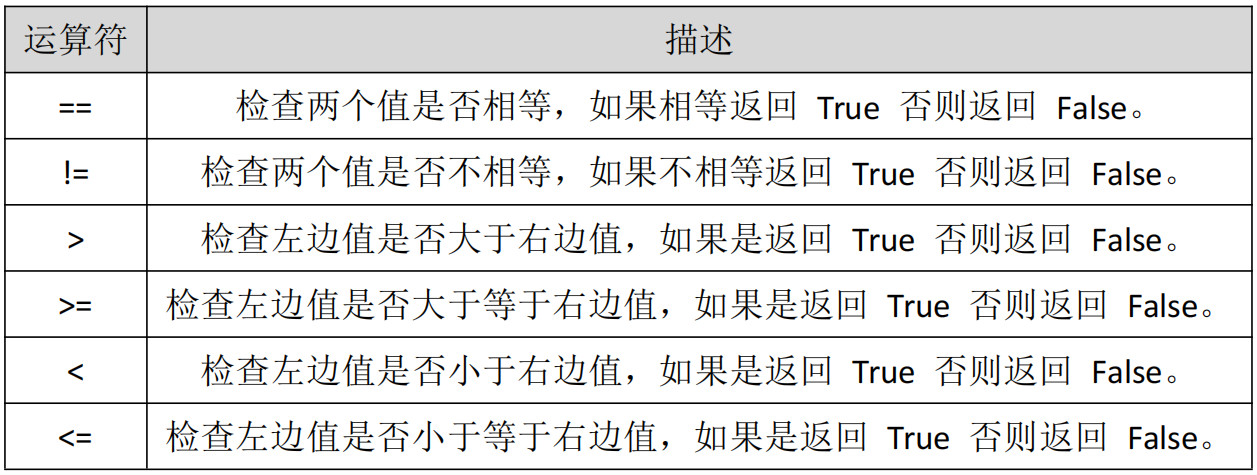 运算符 描述
== 检查两个值是否相等，如果相等返回 True 否则返回 False。
!= 检查两个值是否不相等，如果不相等返回 True 否则返回 False。
> 检查左边值是否大于右边值，如果是返回 True 否则返回 False。
>= 检查左边值是否大于等于右边值，如果是返回 True 否则返回 False。
< 检查左边值是否小于右边值，如果是返回 True 否则返回 False。
<= 检查左边值是否小于等于右边值，如果是返回 True 否则返回 False。